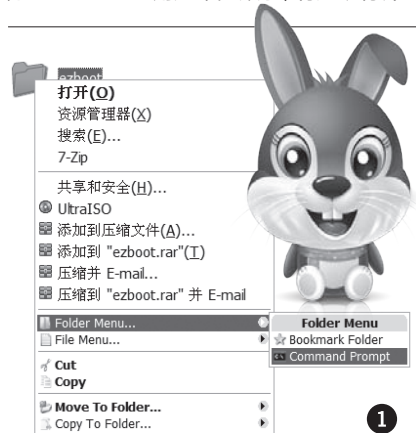 ezboot
打开(O)
资源管理器(X)
搜索(E)...
7-Zip
共享和安全(H)...
UltraISO
添加到压缩文件(A)...
添加到 "ezboot.rar"(T)
压缩并 E-mail...
压缩到 "ezboot.rar" 并 E-mail
Folder Menu...
File Menu...
Folder Menu
Bookmark Folder
Command Prompt
Cut
Copy
Move To Folder...
Copy To Folder...
1